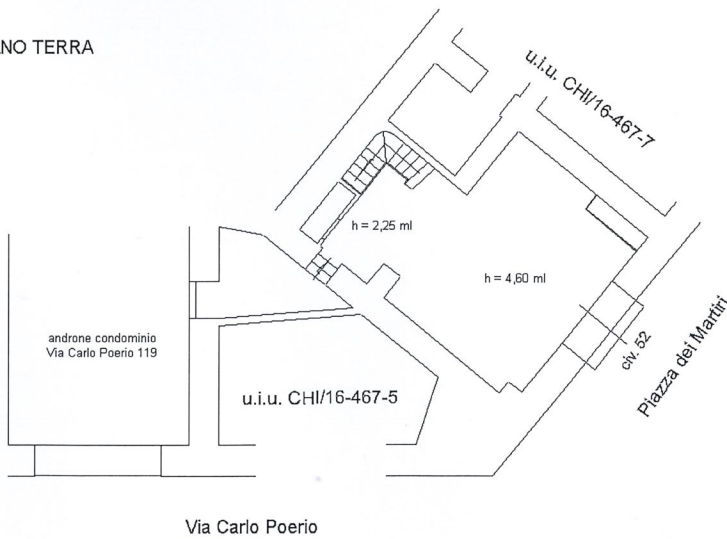 NO TERRA
u.i.u. CHI/16-467-7
h = 2,25 ml
h = 4,60 ml
androne condominio
Via Carlo Poerio 119
civ. 52
Piazza dei Martiri
u.i.u. CHI/16-467-5
Via Carlo Poerio